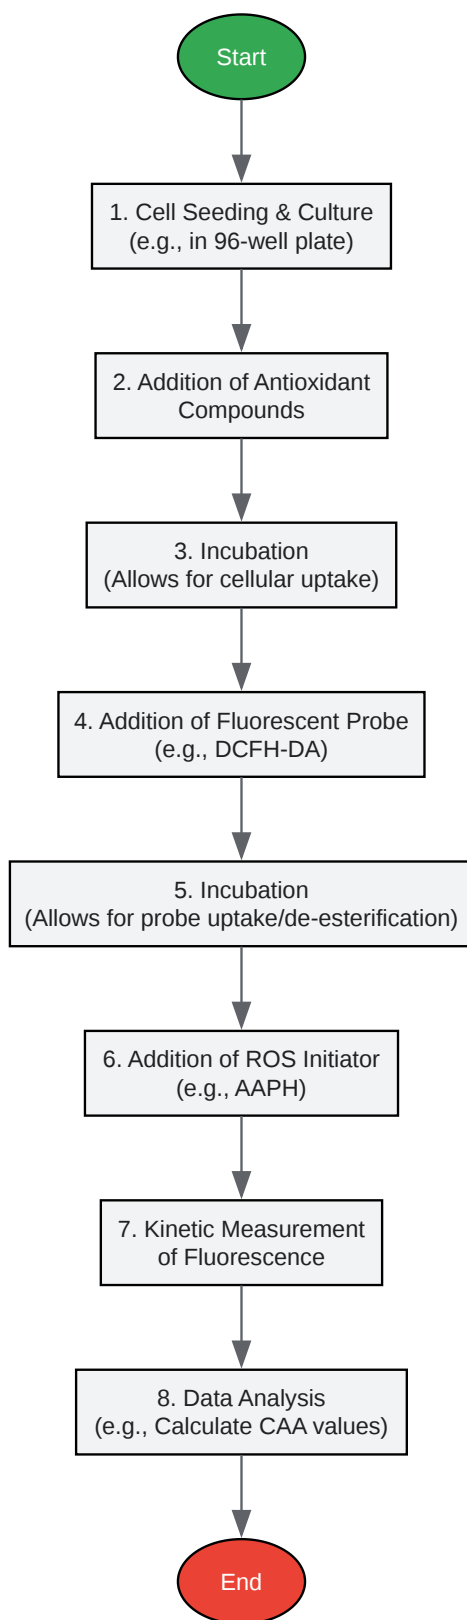 Start
1. Cell Seeding & Culture
(e.g., in 96-well plate)
2. Addition of Antioxidant
Compounds
3. Incubation
(Allows for cellular uptake)
4. Addition of Fluorescent Probe
(e.g., DCFH-DA)
5. Incubation
(Allows for probe uptake/de-esterification)
6. Addition of ROS Initiator
(e.g., AAPH)
7. Kinetic Measurement
of Fluorescence
8. Data Analysis
(e.g., Calculate CAA values)
End